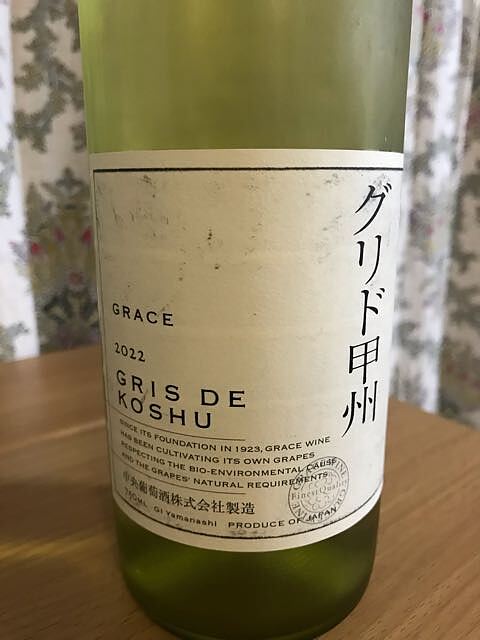 グリド甲州
GRACE
2022
GRIS DE
KOSHU
SINCE ITS FOUNDATION IN 1923, GRACE WINE
HAS BEEN CULTIVATING ITS OWN GRAPES
RESPECTING THE BIO-ENVIRONMENTAL CAUSE
AND THE GRAPES' NATURAL REQUIREMENTS
中央葡萄酒株式会社製造
750ML GI Yamanashi PRODUCE OF JAPAN
Finest Quality